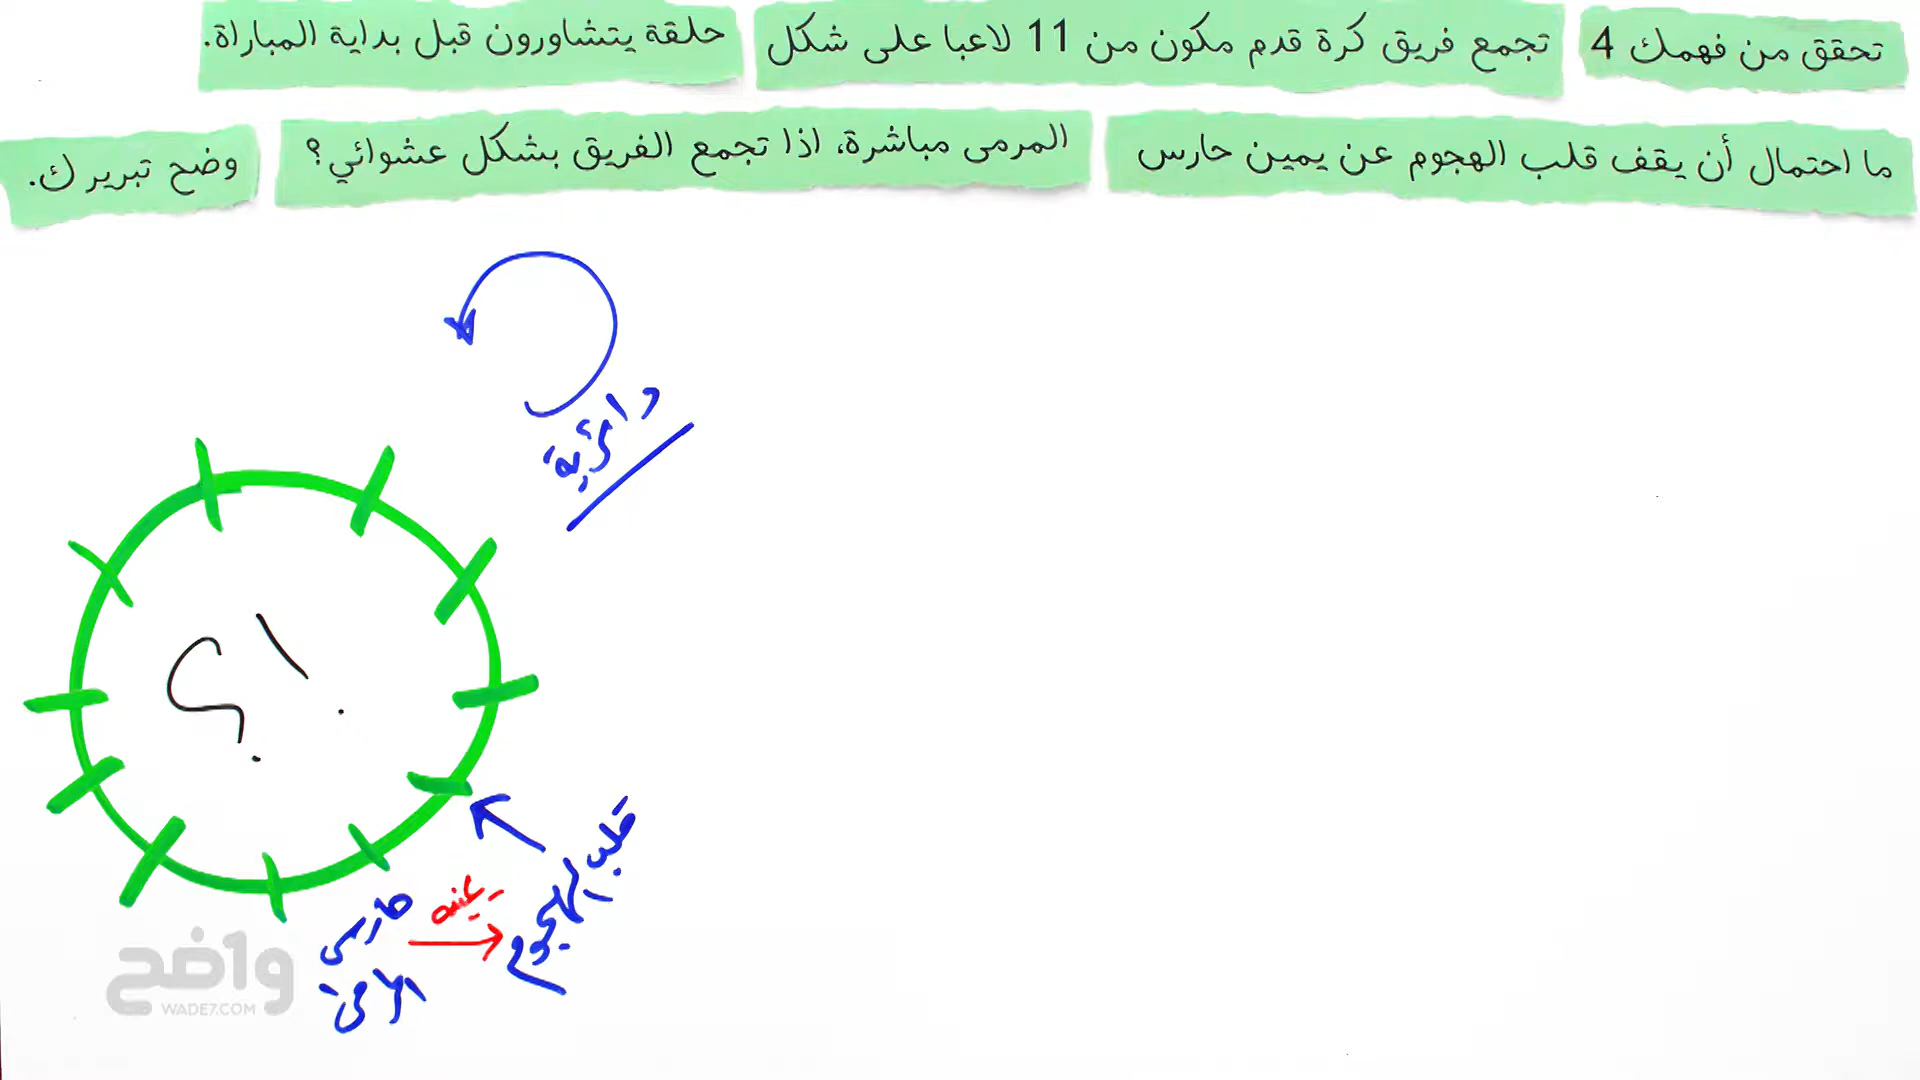 تحقق من فهمك 4 تجمع فريق كرة قدم مكون من 11 لاعبا على شكل حلقة يتشاورون قبل بداية المباراة.
ما احتمال أن يقف قلب الهجوم عن يمين حارس المرمى مباشرة، اذا تجمع الفريق بشكل عشوائي؟ وضح تبريرك.
دائرية
قلب الهجوم
يمينه
حارس
واضح
WADE7.COM